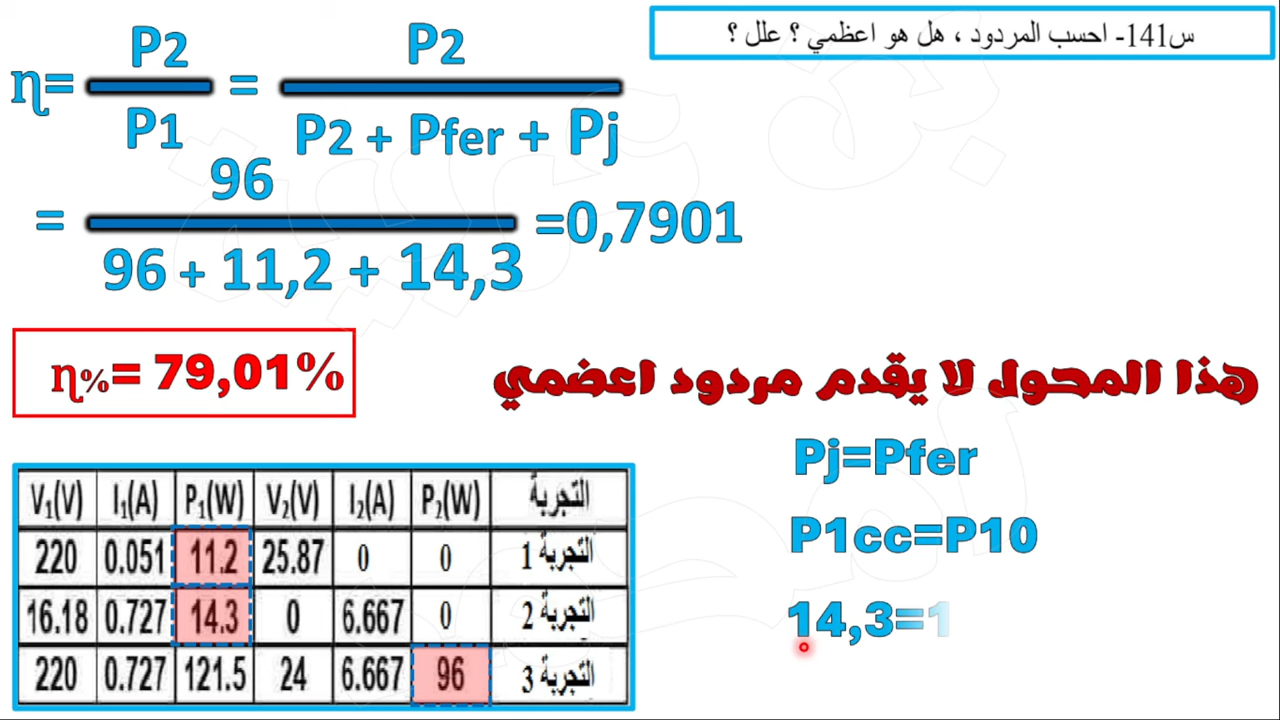 س141- احسب المردود ، هل هو اعظمي ؟ علل ؟
η= P2 / P1 = P2 / P2 + Pfer + Pj
= 96 / 96 + 11,2 + 14,3 =0,7901
η%= 79,01%
هذا المحول لا يقدم مردود اعضمي
Pj=Pfer
P1cc=P10
14,3=1
V1(V) I1(A) P1(W) V2(V) I2(A) P2(W) التجربة
220 0.051 11.2 25.87 0 0 التجربة 1
16.18 0.727 14.3 0 6.667 0 التجربة 2
220 0.727 121.5 24 6.667 96 التجربة 3